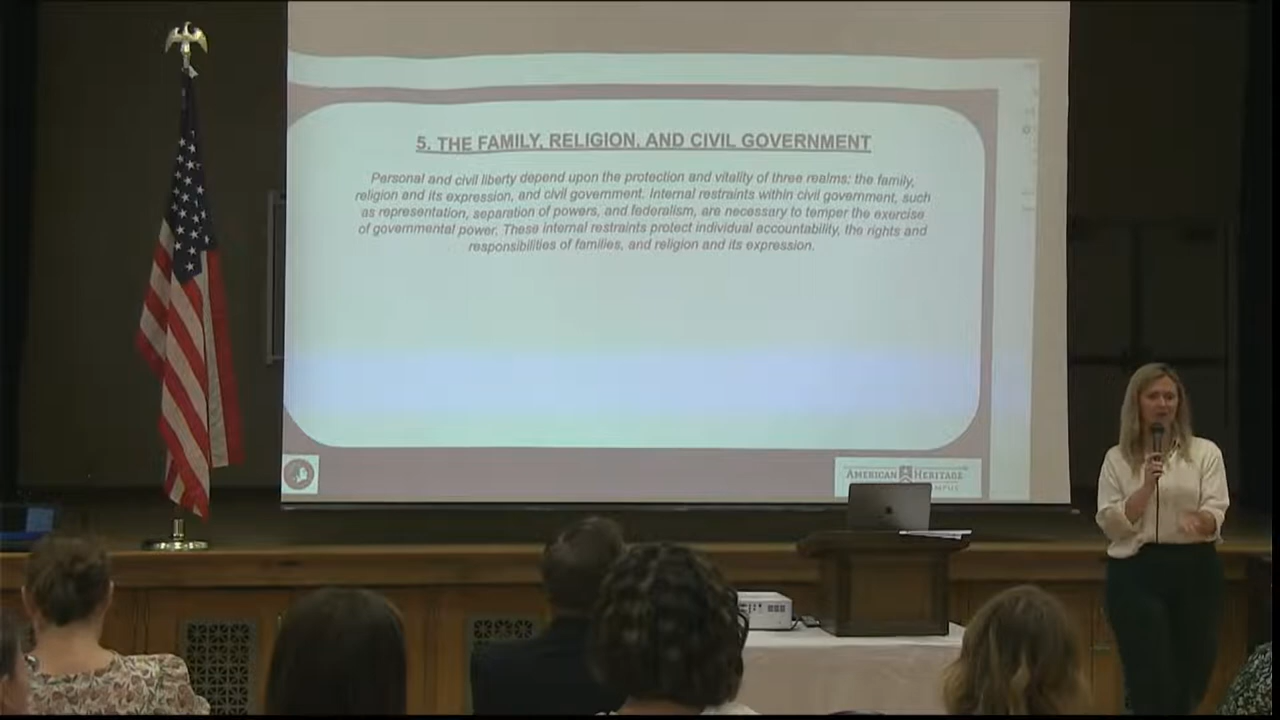 5. THE FAMILY, RELIGION, AND CIVIL GOVERNMENT
Personal and civil liberty depend upon the protection and vitality of three realms: the family,
religion and its expression, and civil government. Internal restraints within civil government, such
as representation, separation of powers, and federalism, are necessary to temper the exercise
of governmental power. These internal restraints protect individual accountability, the rights and
responsibilities of families, and religion and its expression.
AMERICAN HERITAGE